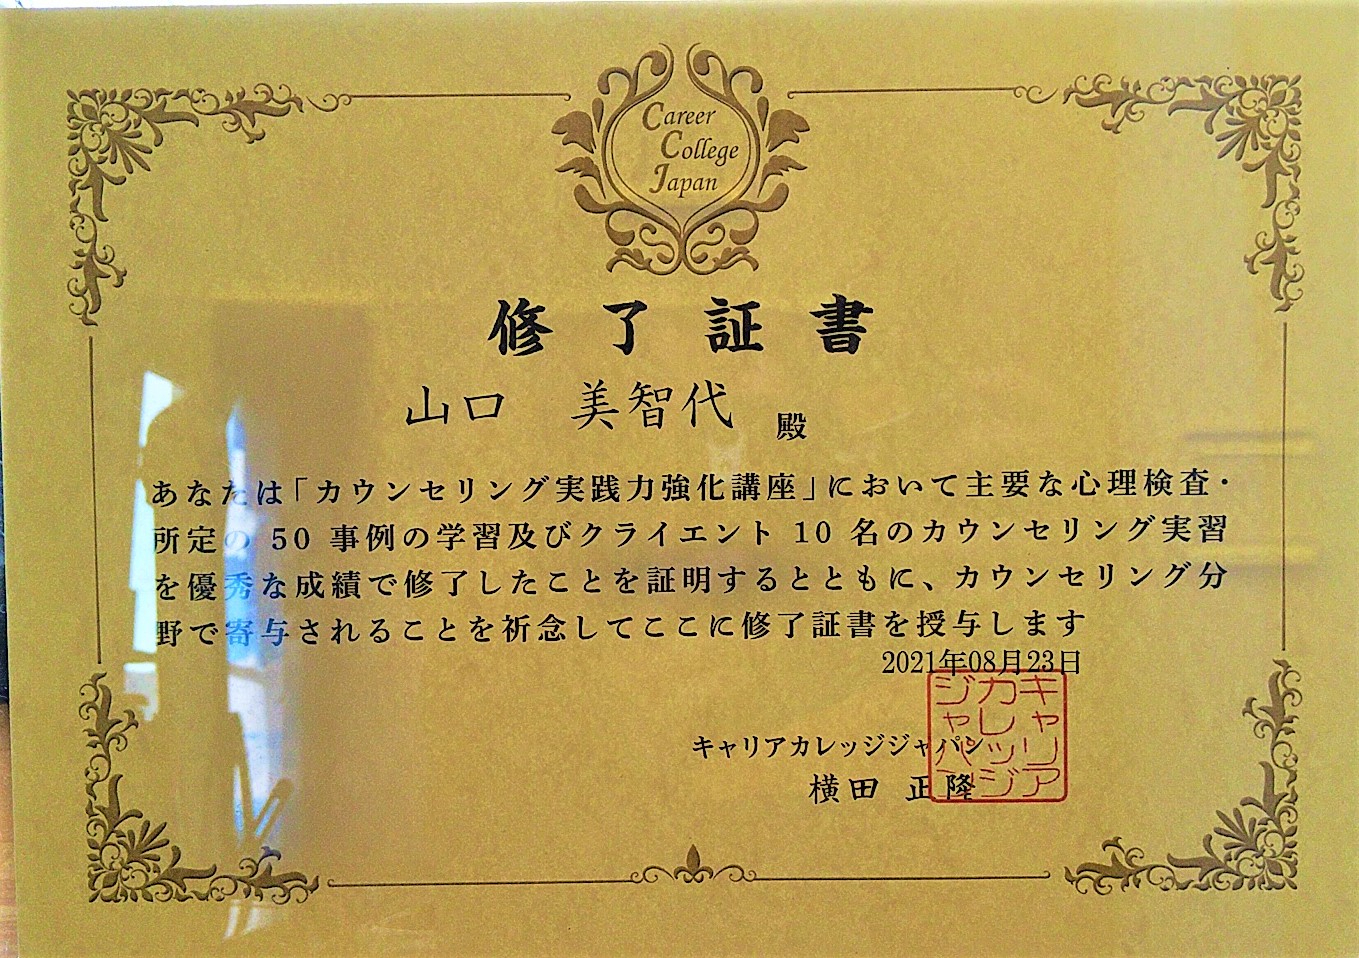 Career
College
Japan
修了証書
山口　美智代 殿
あなたは「カウンセリング実践力強化講座」において主要な心理検査・
所定の 50 事例の学習及びクライエント 10 名のカウンセリング実習
を優秀な成績で修了したことを証明するとともに、カウンセリング分
野で寄与されることを祈念してここに修了証書を授与します
2021年08月23日
キャリアカレッジジャパン
横田 正隆
キャリア
カレッジ
ジャパン